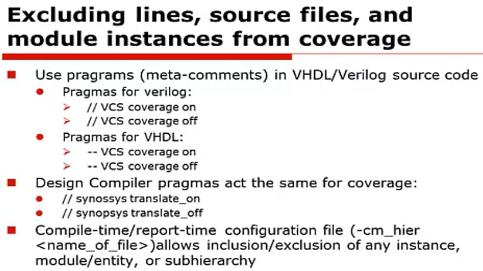 Excluding lines, source files, and
module instances from coverage
Use pragrams (meta-comments) in VHDL/Verilog source code
Pragmas for verilog:
// VCS coverage on
// VCS coverage off
Pragmas for VHDL:
-- VCS coverage on
-- VCS coverage off
Design Compiler pragmas act the same for coverage:
// synossys translate_on
// synopsys translate_off
Compile-time/report-time configuration file (-cm_hier
<name_of_file>)allows inclusion/exclusion of any instance,
module/entity, or subhierarchy